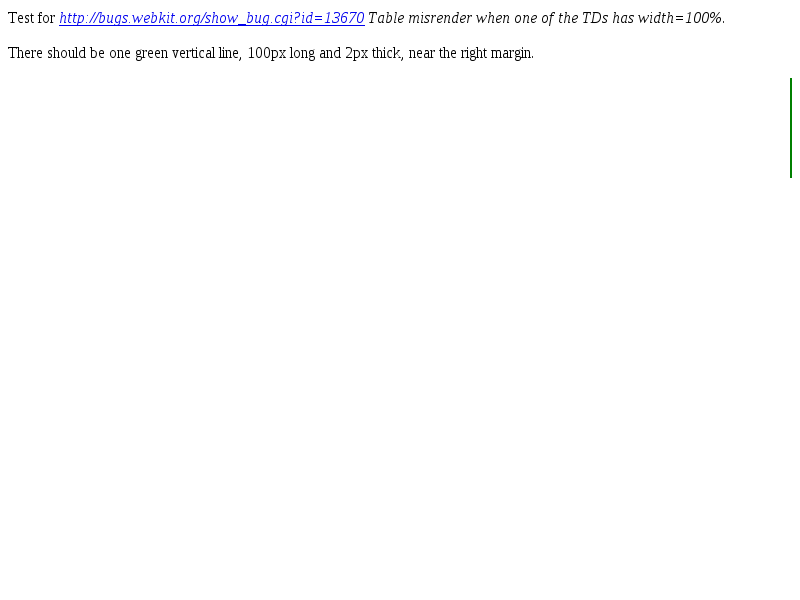 Test for http://bugs.webkit.org/show_bug.cgi?id=13670 Table misrender when one of the TDs has width=100%.
There should be one green vertical line, 100px long and 2px thick, near the right margin.